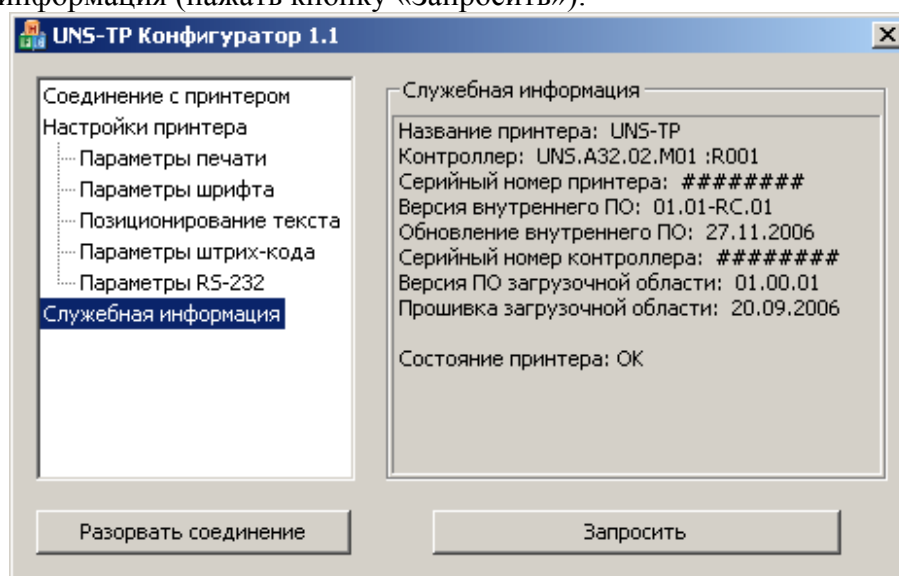 информация (нажать кнопку «Запросить»).
UNS-TP Конфигуратор 1.1
Соединение с принтером
Настройки принтера
Параметры печати
Параметры шрифта
Позиционирование текста
Параметры штрих-кода
Параметры RS-232
Служебная информация
Служебная информация
Название принтера: UNS-TP
Контроллер: UNS.A32.02.M01 :R001
Серийный номер принтера: ########
Версия внутреннего ПО: 01.01-RC.01
Обновление внутреннего ПО: 27.11.2006
Серийный номер контроллера: ########
Версия ПО загрузочной области: 01.00.01
Прошивка загрузочной области: 20.09.2006
Состояние принтера: OK
Разорвать соединение
Запросить